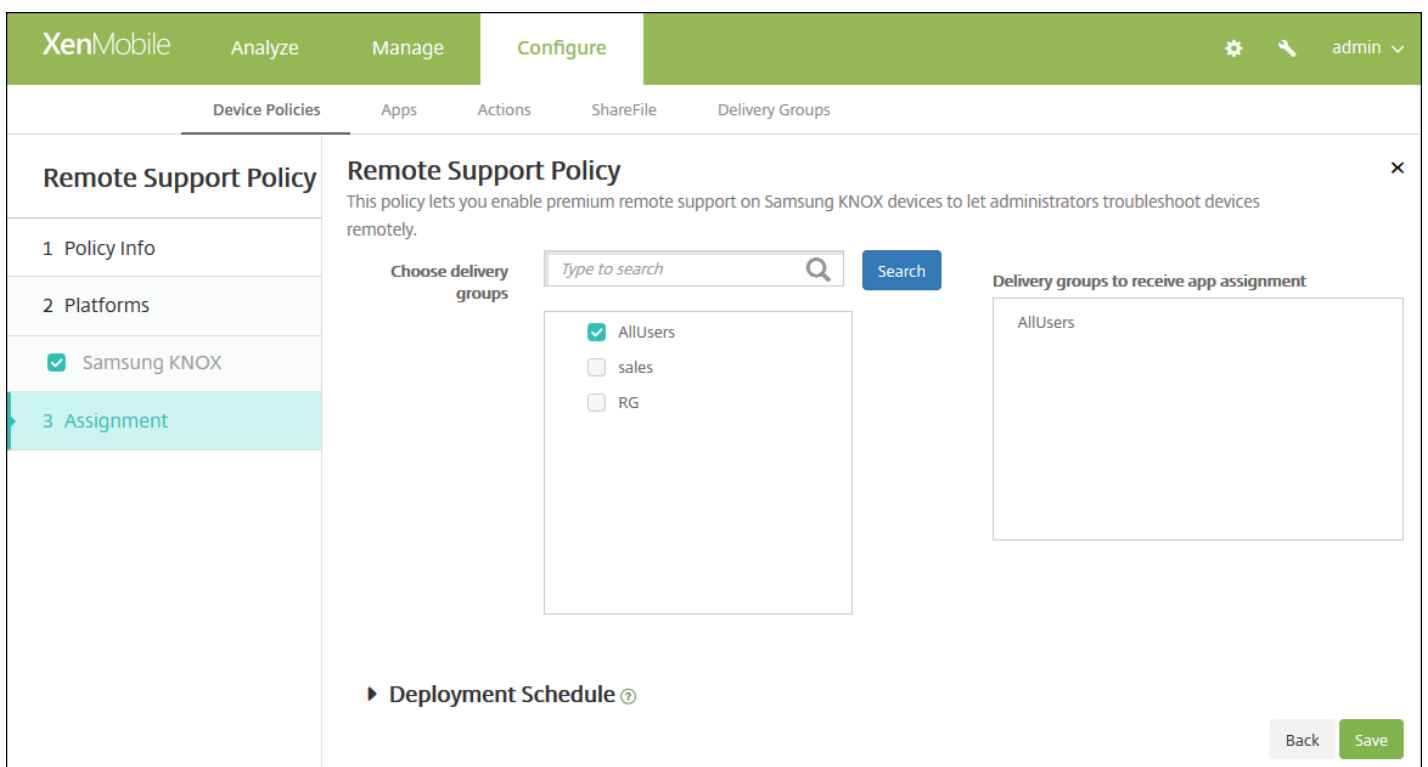 XenMobile Analyze Manage Configure admin
Device Policies Apps Actions ShareFile Delivery Groups
Remote Support Policy
1 Policy Info
2 Platforms
Samsung KNOX
3 Assignment
Remote Support Policy
This policy lets you enable premium remote support on Samsung KNOX devices to let administrators troubleshoot devices
remotely.
Choose delivery
groups
Type to search
Search
AllUsers
sales
RG
Delivery groups to receive app assignment
AllUsers
Deployment Schedule ?
Back Save